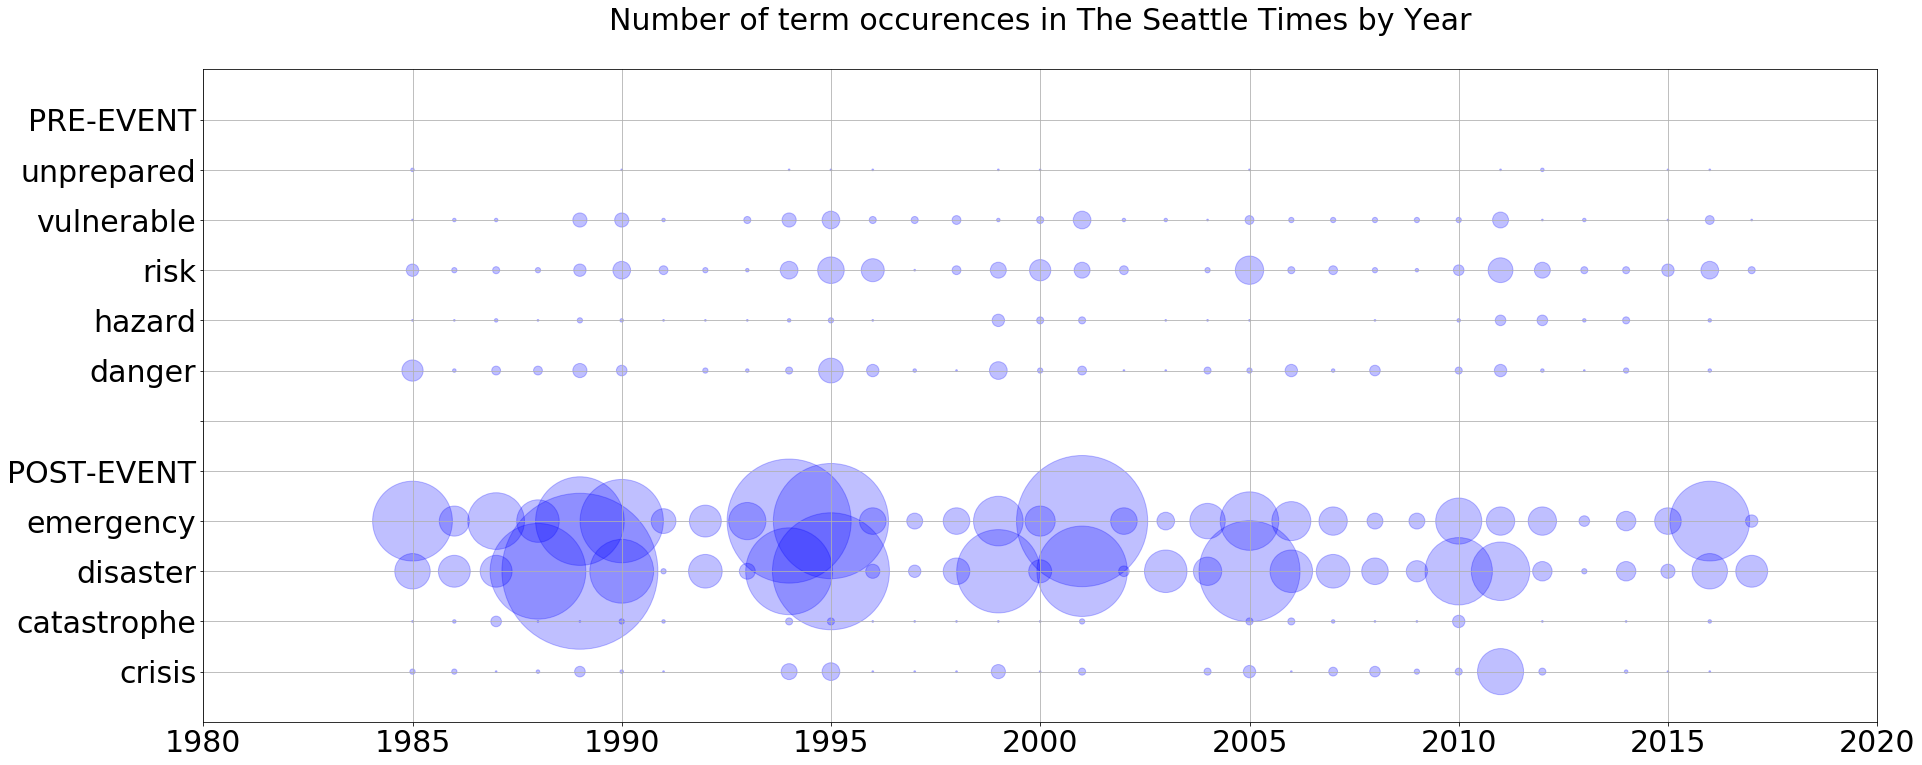 Number of term occurences in The Seattle Times by Year
PRE-EVENT
unprepared
vulnerable
risk
hazard
danger
POST-EVENT
emergency
disaster
catastrophe
crisis
1980 1985 1990 1995 2000 2005 2010 2015 2020